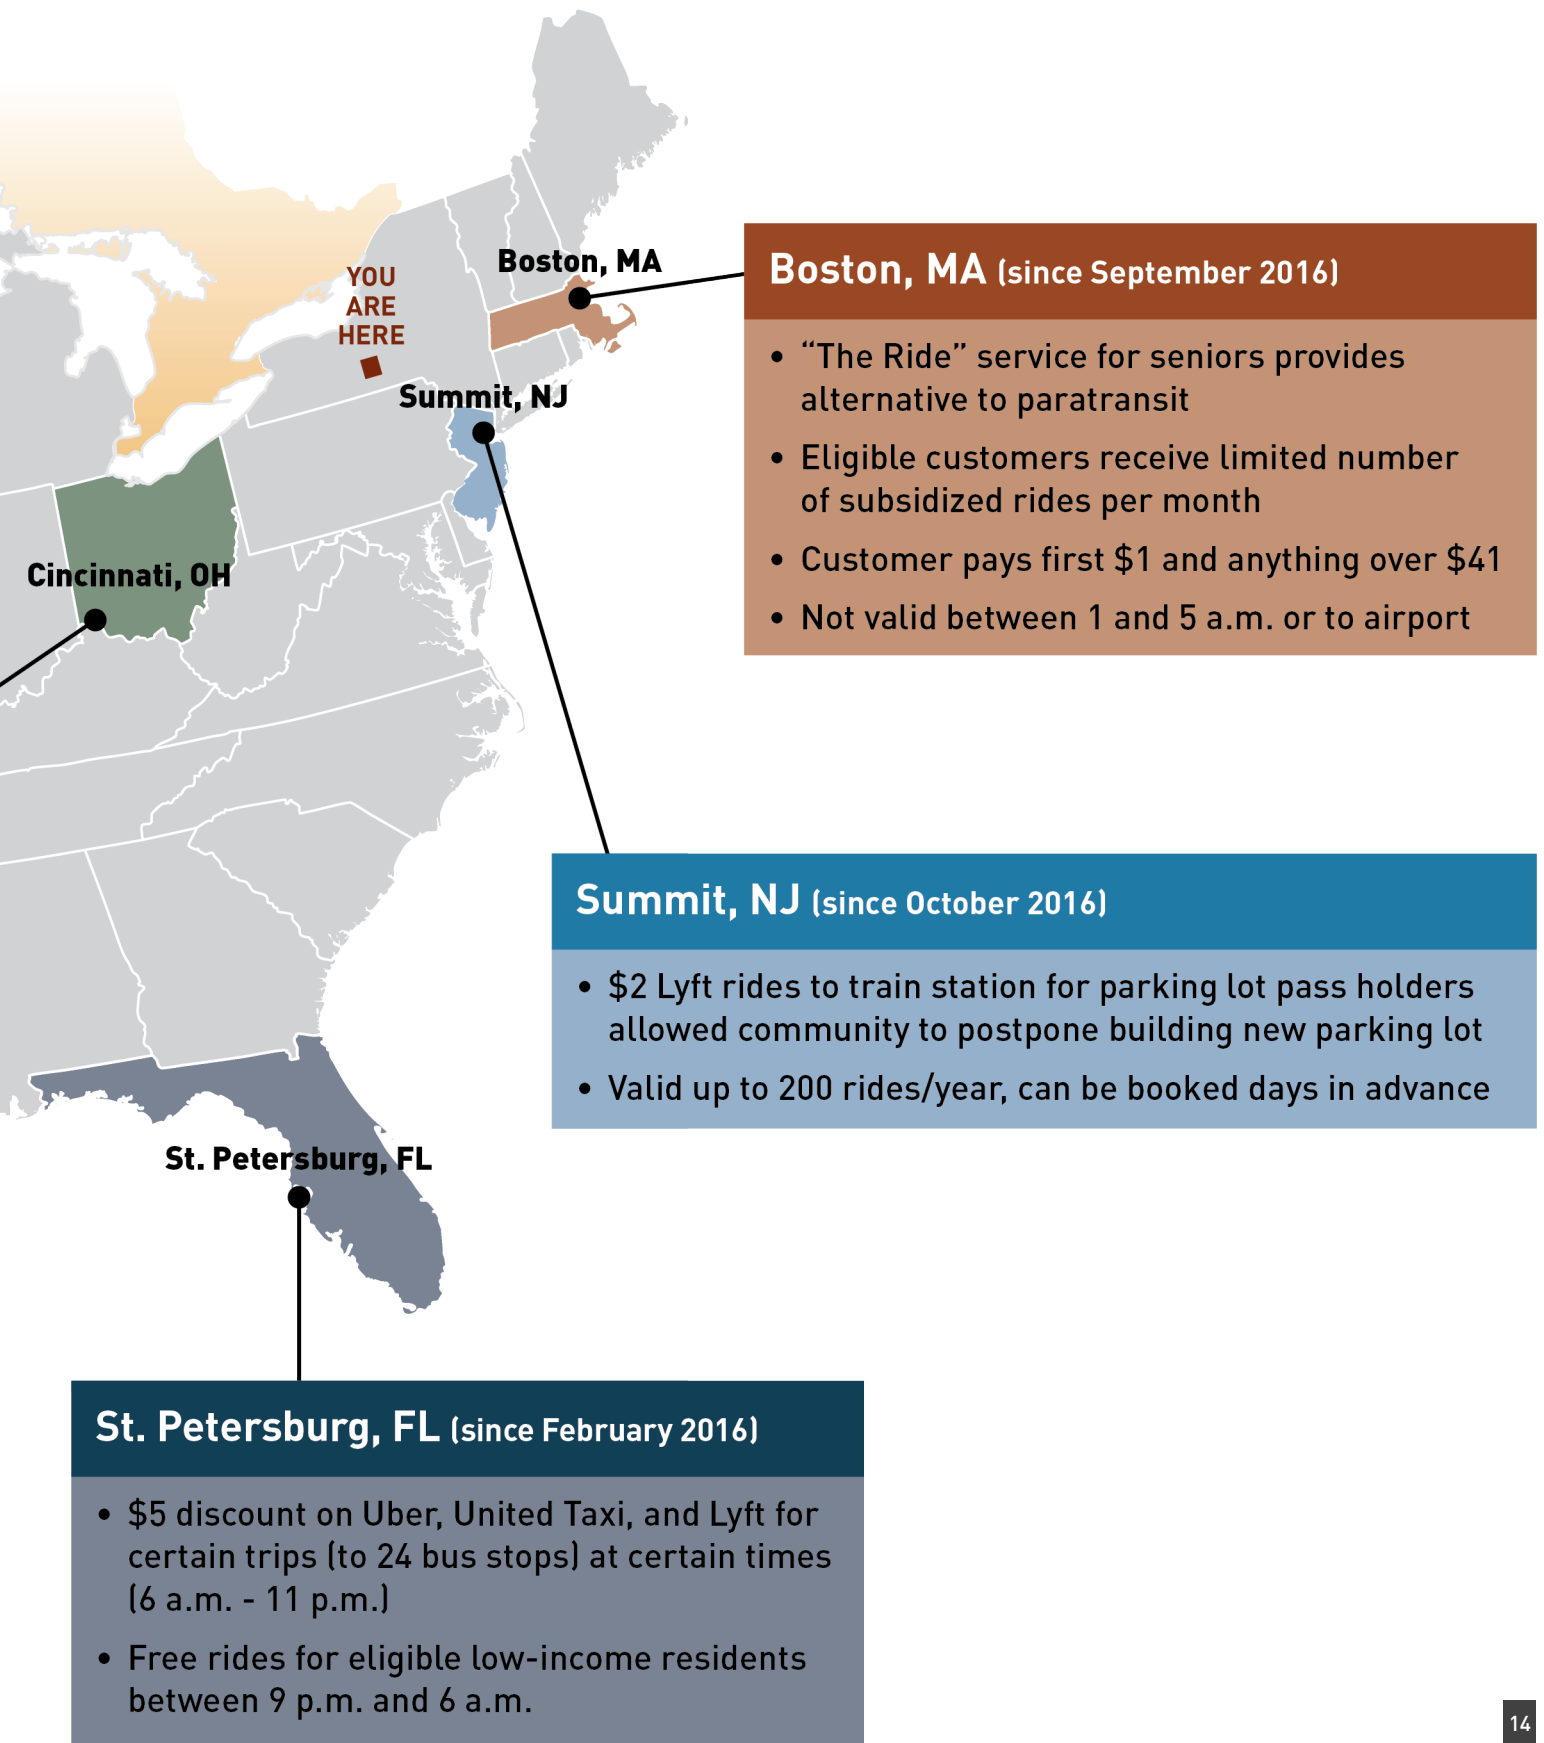 YOU
ARE
HERE
Boston, MA
Summit, NJ
Cincinnati, OH
St. Petersburg, FL
Boston, MA (since September 2016)
• “The Ride” service for seniors provides
alternative to paratransit
• Eligible customers receive limited number
of subsidized rides per month
• Customer pays first $1 and anything over $41
• Not valid between 1 and 5 a.m. or to airport
Summit, NJ (since October 2016)
• $2 Lyft rides to train station for parking lot pass holders
allowed community to postpone building new parking lot
• Valid up to 200 rides/year, can be booked days in advance
St. Petersburg, FL (since February 2016)
• $5 discount on Uber, United Taxi, and Lyft for
certain trips (to 24 bus stops) at certain times
(6 a.m. - 11 p.m.)
• Free rides for eligible low-income residents
between 9 p.m. and 6 a.m.
14